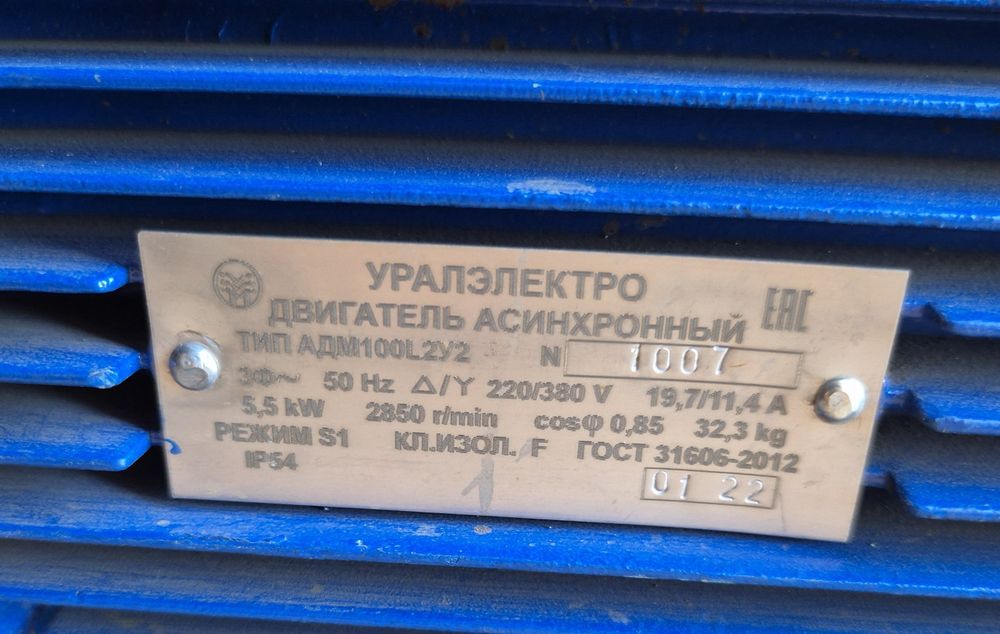 УРАЛЭЛЕКТРО
ДВИГАТЕЛЬ АСИНХРОННЫЙ EAC
ТИП АДМ100L2У2 N 1007
3Ф~ 50 Hz Δ/Y 220/380 V 19,7/11,4 A
5,5 kW 2850 r/min cosφ 0,85 32,3 kg
РЕЖИМ S1 КЛ.ИЗОЛ. F ГОСТ 31606-2012
IP54 01 22